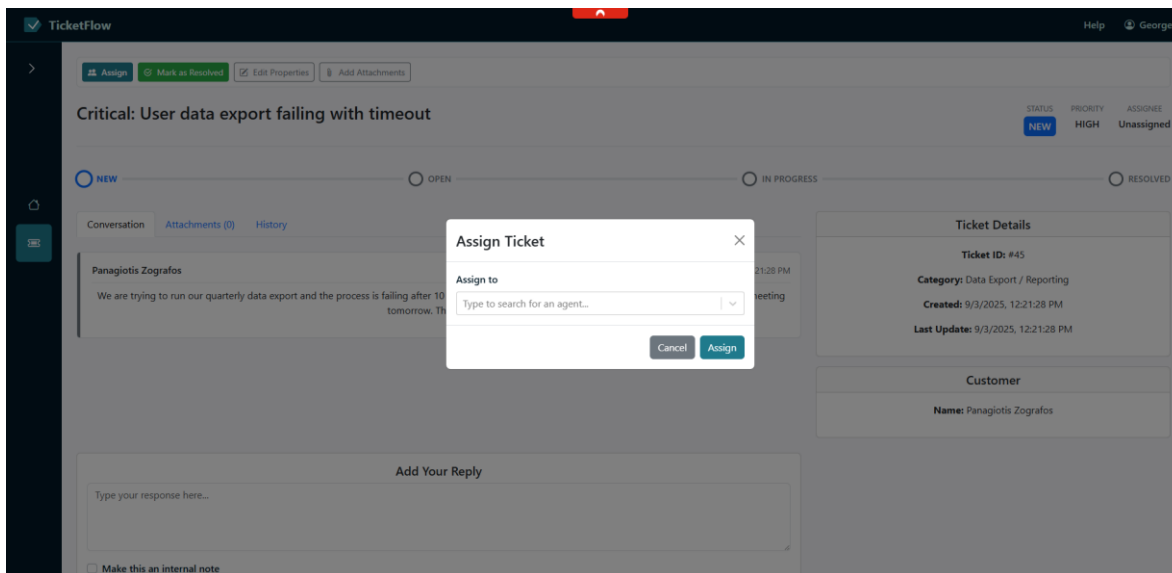 TicketFlow
Help George
Assign Mark as Resolved Edit Properties Add Attachments
Critical: User data export failing with timeout
STATUS PRIORITY ASSIGNEE
NEW HIGH Unassigned
NEW OPEN IN PROGRESS RESOLVED
Conversation Attachments (0) History
Panagiotis Zografos 21:28 PM
We are trying to run our quarterly data export and the process is failing after 10 meeting
tomorrow. Th
Assign Ticket
Assign to
Type to search for an agent...
Cancel Assign
Ticket Details
Ticket ID: #45
Category: Data Export / Reporting
Created: 9/3/2025, 12:21:28 PM
Last Update: 9/3/2025, 12:21:28 PM
Customer
Name: Panagiotis Zografos
Add Your Reply
Type your response here...
Make this an internal note